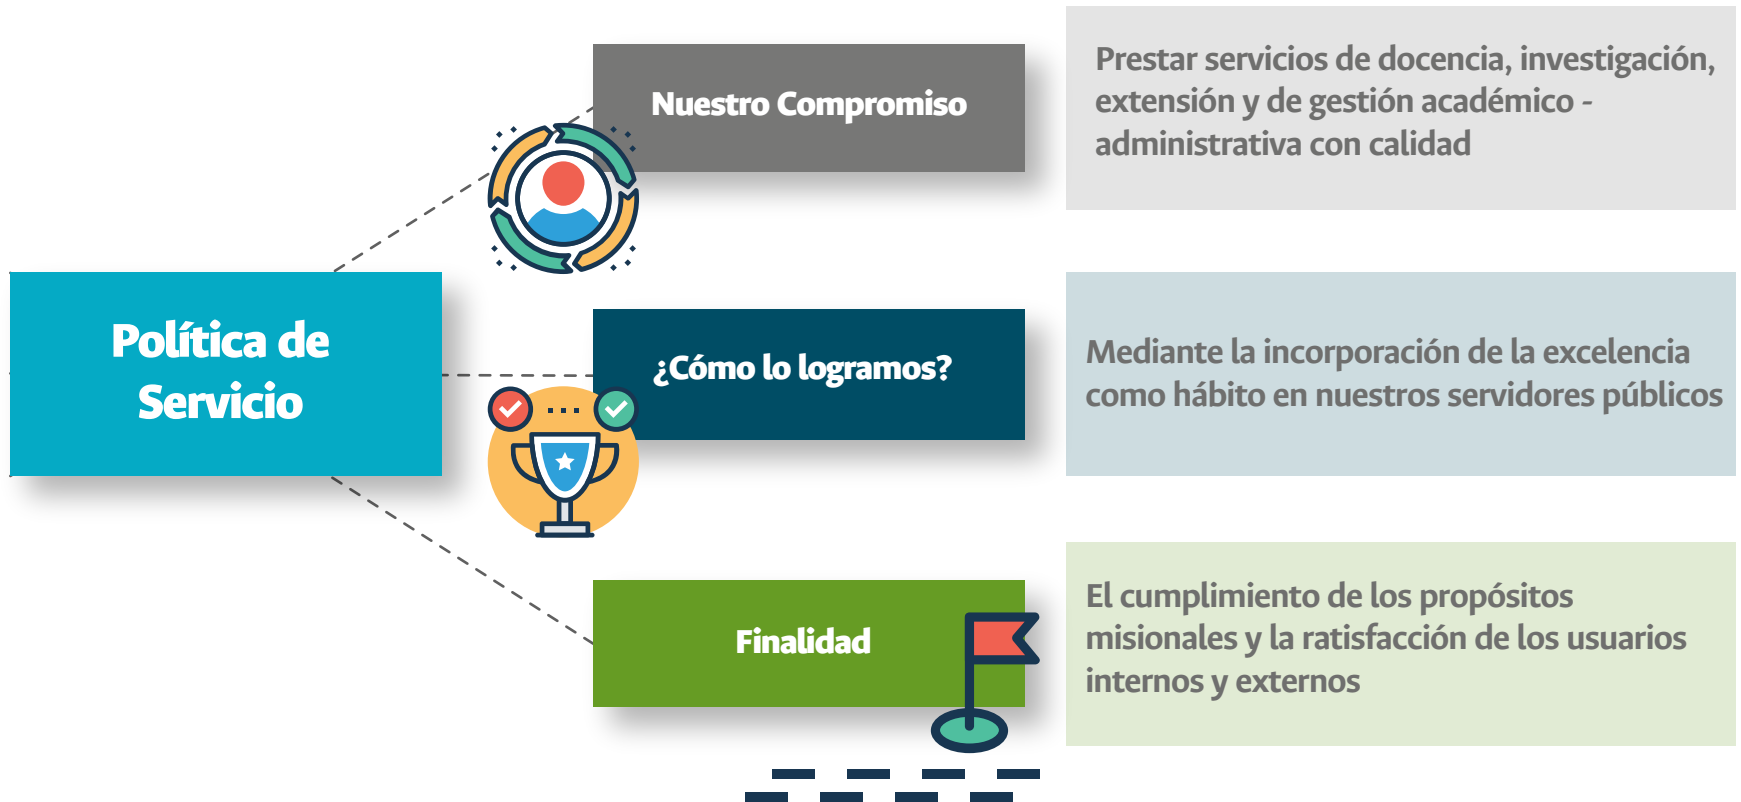 Política de
Servicio
Nuestro Compromiso
Prestar servicios de docencia, investigación,
extensión y de gestión académico -
administrativa con calidad
¿Cómo lo logramos?
Mediante la incorporación de la excelencia
como hábito en nuestros servidores públicos
Finalidad
El cumplimiento de los propósitos
misionales y la ratisfacción de los usuarios
internos y externos